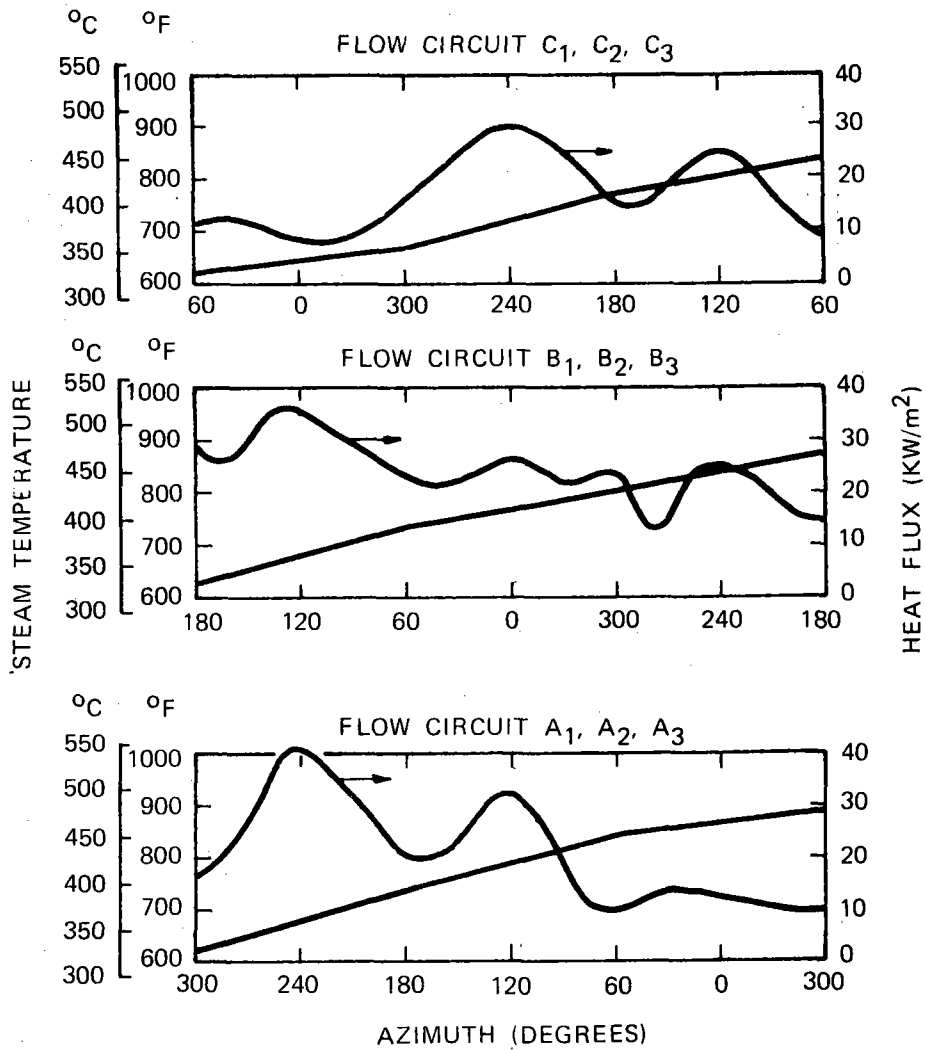 °C °F
FLOW CIRCUIT C1, C2, C3
550 1000 40
500 900 30
450 800 20
400 700 10
350 600 0
300
60 0 300 240 180 120 60
°C °F
FLOW CIRCUIT B1, B2, B3
550 1000 40
500 900 30
450 800 20
400 700 10
350 600 0
300
180 120 60 0 300 240 180
STEAM TEMPERATURE
HEAT FLUX (KW/m²)
°C °F
FLOW CIRCUIT A1, A2, A3
550 1000 40
500 900 30
450 800 20
400 700 10
350 600 0
300
300 240 180 120 60 0 300
AZIMUTH (DEGREES)